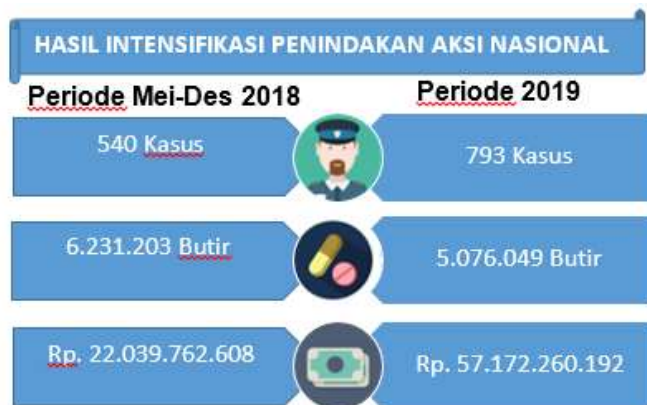 HASIL INTENSIFIKASI PENINDAKAN AKSI NASIONAL
Periode Mei-Des 2018
Periode 2019
540 Kasus
793 Kasus
6.231.203 Butir
5.076.049 Butir
Rp. 22.039.762.608
Rp. 57.172.260.192